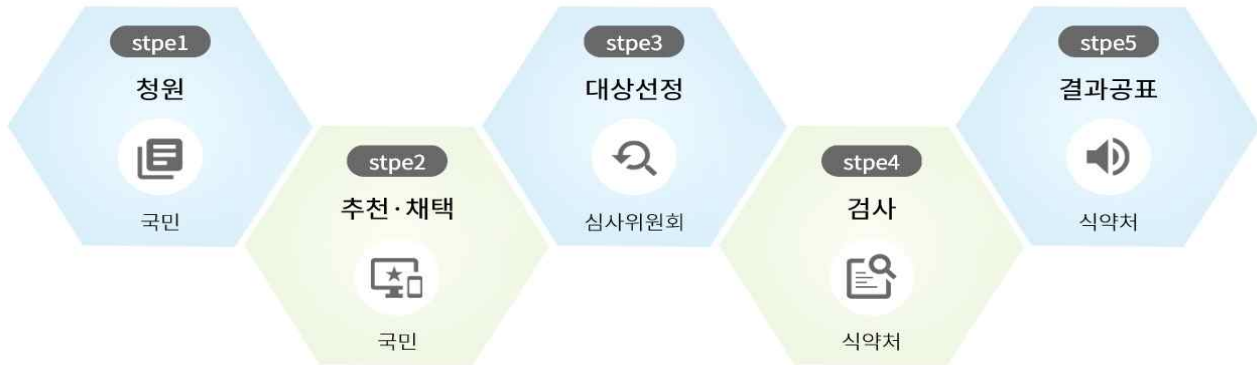 stpe1
청원
국민
stpe2
추천·채택
국민
stpe3
대상선정
심사위원회
stpe4
검사
식약처
stpe5
결과공표
식약처